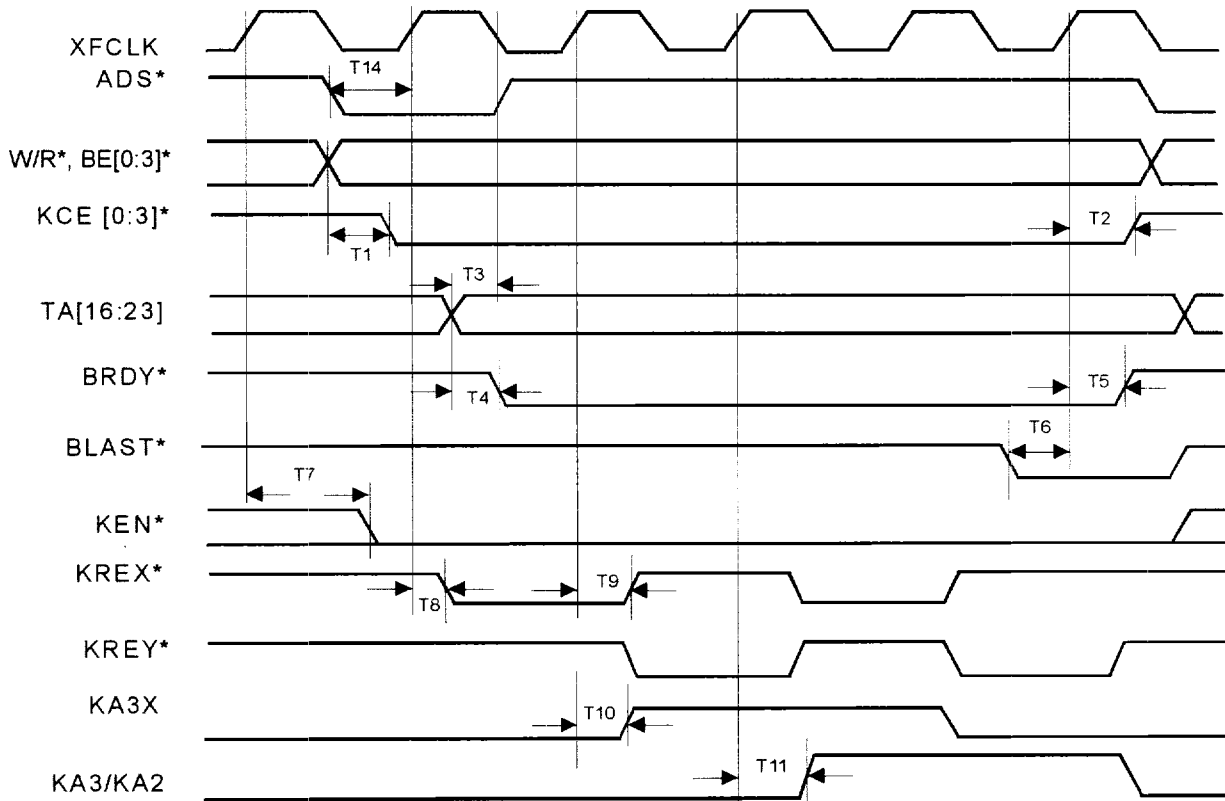 XFCLK
ADS*
T14
W/R*, BE[0:3]*
KCE [0:3]*
T1
T2
T3
TA[16:23]
BRDY*
T4
T5
BLAST*
T6
T7
KEN*
KREX*
T8
T9
KREY*
KA3X
T10
T11
KA3/KA2